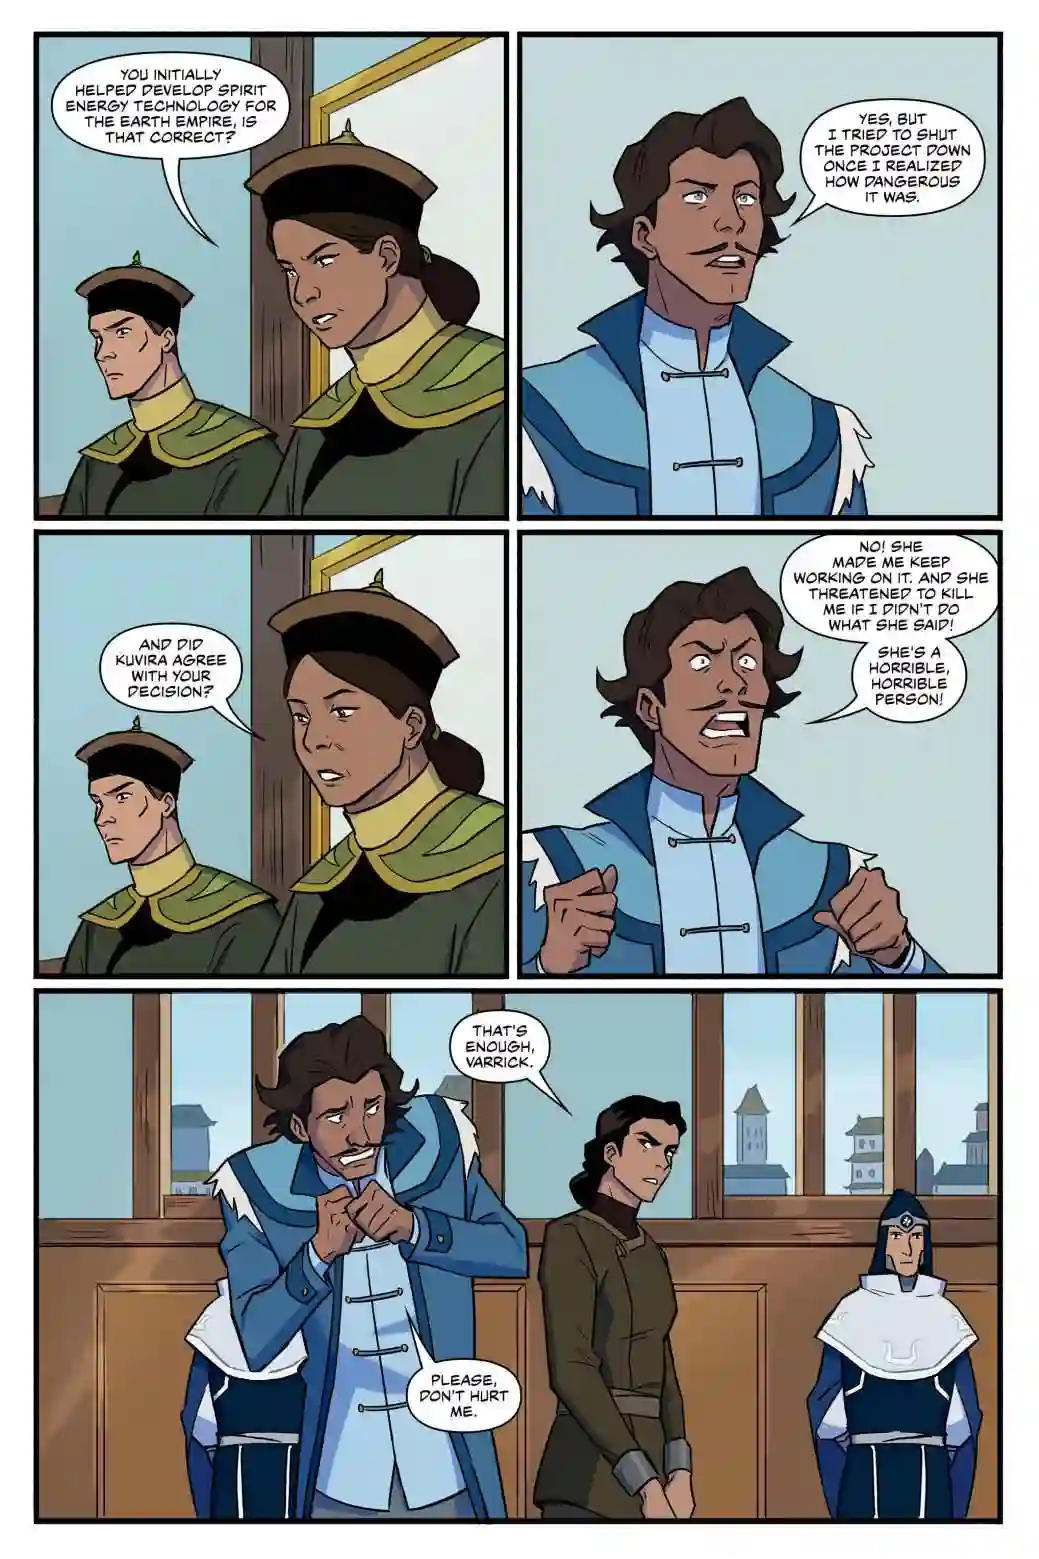 YOU INITIALLY
HELPED DEVELOP SPIRIT
ENERGY TECHNOLOGY FOR
THE EARTH EMPIRE, IS
THAT CORRECT?
YES, BUT
I TRIED TO SHUT
THE PROJECT DOWN
ONCE I REALIZED
HOW DANGEROUS
IT WAS.
AND DID
KUVIRA AGREE
WITH YOUR
DECISION?
NO! SHE
MADE ME KEEP
WORKING ON IT. AND SHE
THREATENED TO KILL
ME IF I DIDN'T DO
WHAT SHE SAID!
SHE'S A
HORRIBLE,
HORRIBLE
PERSON!
THAT'S
ENOUGH,
VARRICK.
PLEASE,
DON'T HURT
ME.